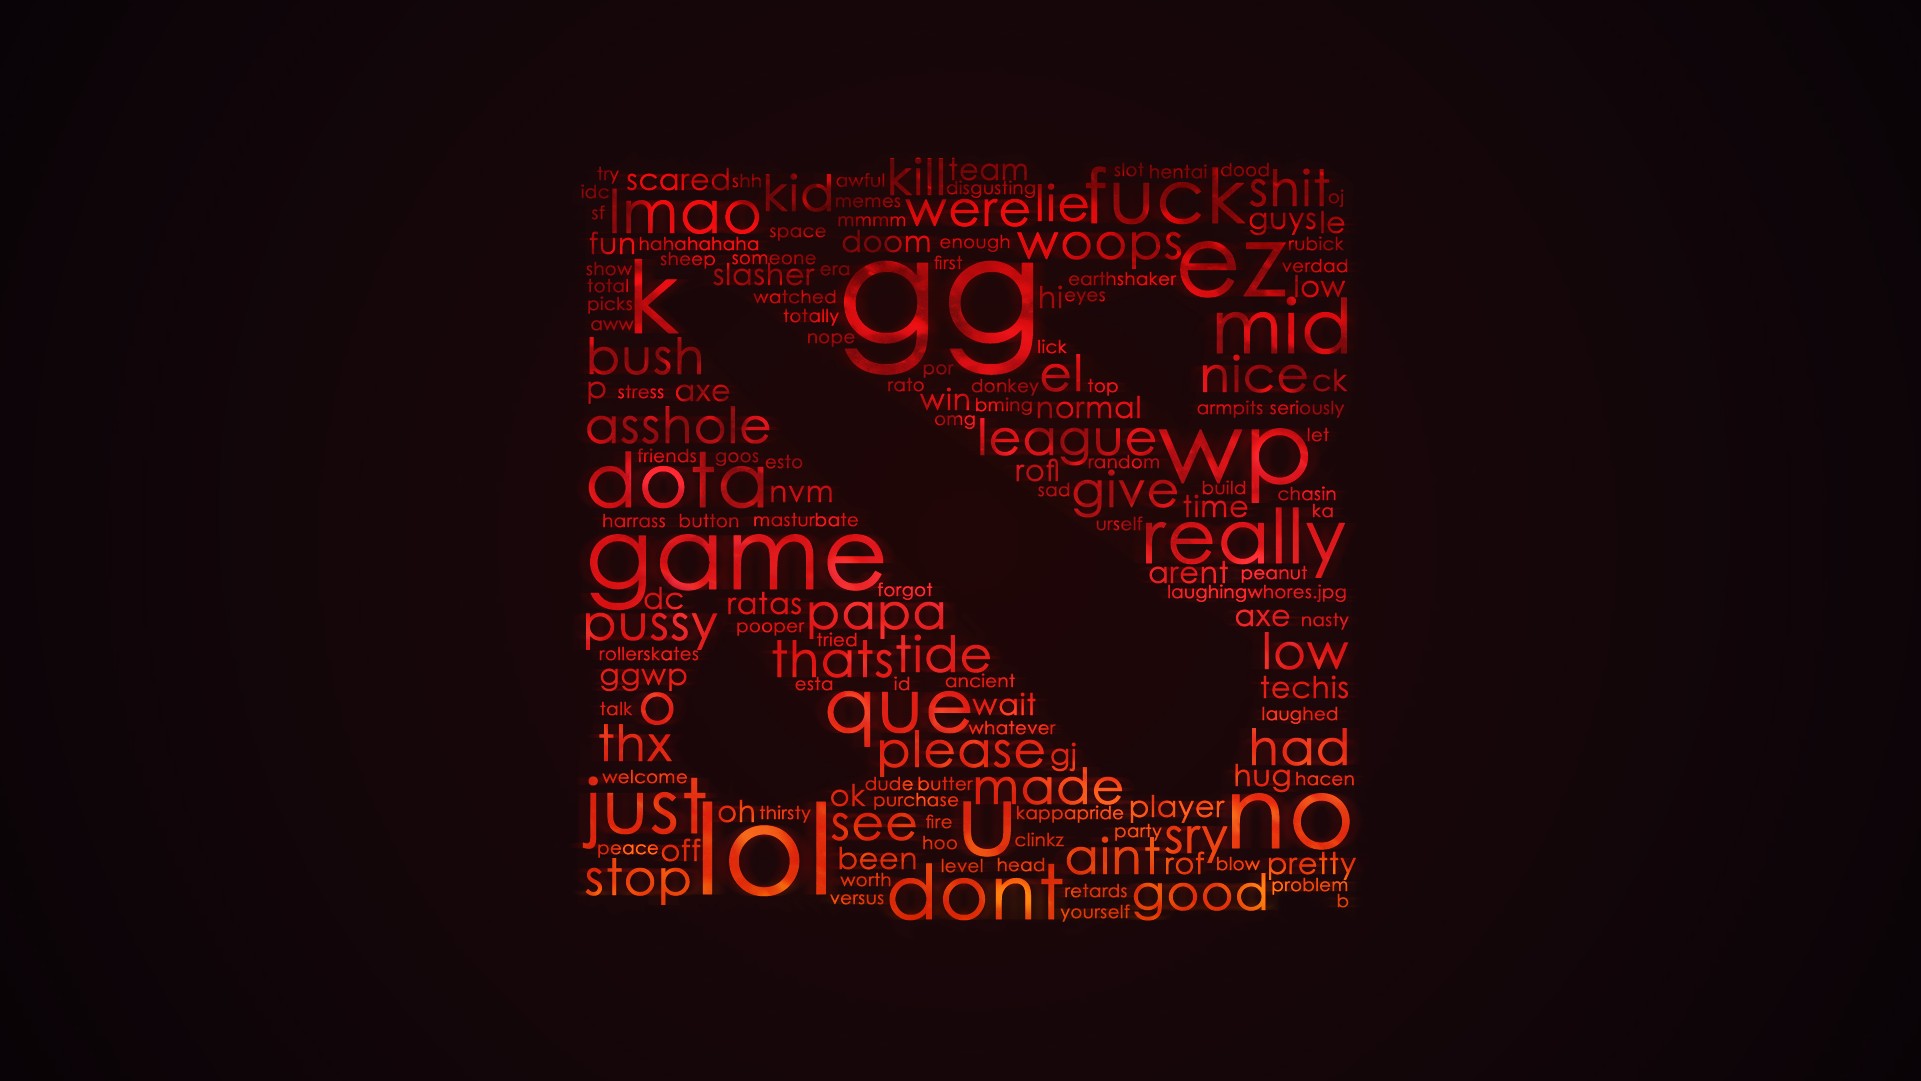 try scared shh kid awful kill team slot hentai dood
idc lmao memes disgusting were lie fuck shit oj
sf mmmm guys le
fun hahahahaha space doom enough woops ez rubick
show sheep someone slasher era first earthshaker verdad
total k watched gg hi eyes low
picks totally mid
aww nope
bush lick
p stress axe rato por donkey el top nice ck
win bming normal armpits seriously
asshole omg league wp let
friends goos esto rofl random
dota nvm sad give build chasin
harrass button masturbate urself time ka
game really
forgot arent peanut
dc ratas papa laughingwhores.jpg
pussy pooper tried axe nasty
rollerskates thats tide low
ggwp esta id ancient techis
talk o que wait laughed
thx whatever had
please gj
welcome dude butter made hug hacen
just oh thirsty ok purchase U kappapride player no
lol see fire party sry
peace off hoo clinkz aint
been level head rof blow pretty
stop worth dont retards good problem
versus yourself b